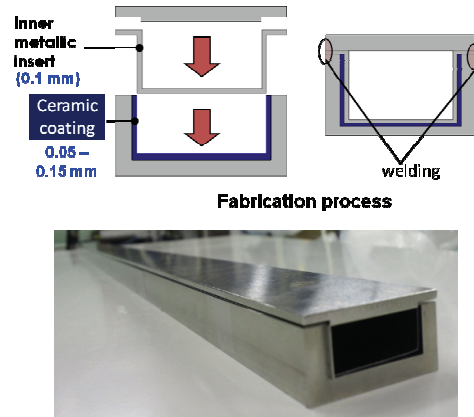 Inner
metallic
insert
(0.1 mm)
Ceramic
coating
0.05 –
0.15 mm
welding
Fabrication process